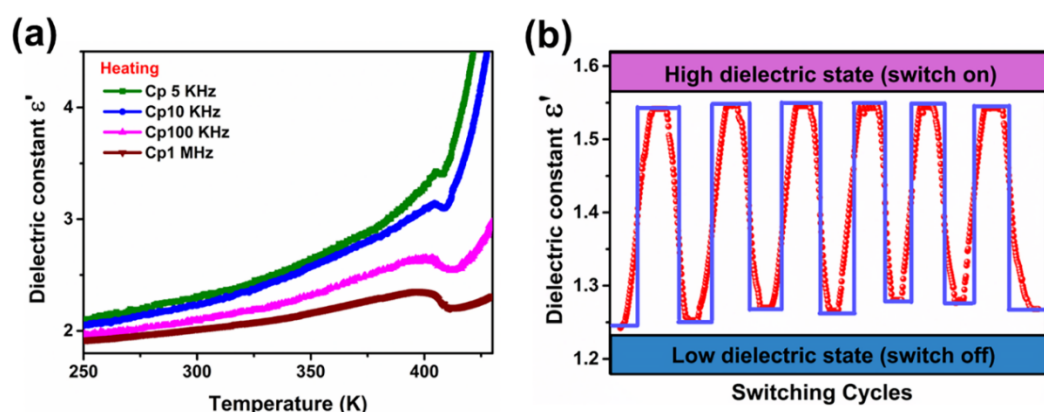 (a)
Dielectric constant ε'
4
3
2
Heating
Cp 5 KHz
Cp10 KHz
Cp100 KHz
Cp1 MHz
250
300
350
400
Temperature (K)
(b)
Dielectric constant ε'
1.6
1.5
1.4
1.3
1.2
High dielectric state (switch on)
Low dielectric state (switch off)
Switching Cycles